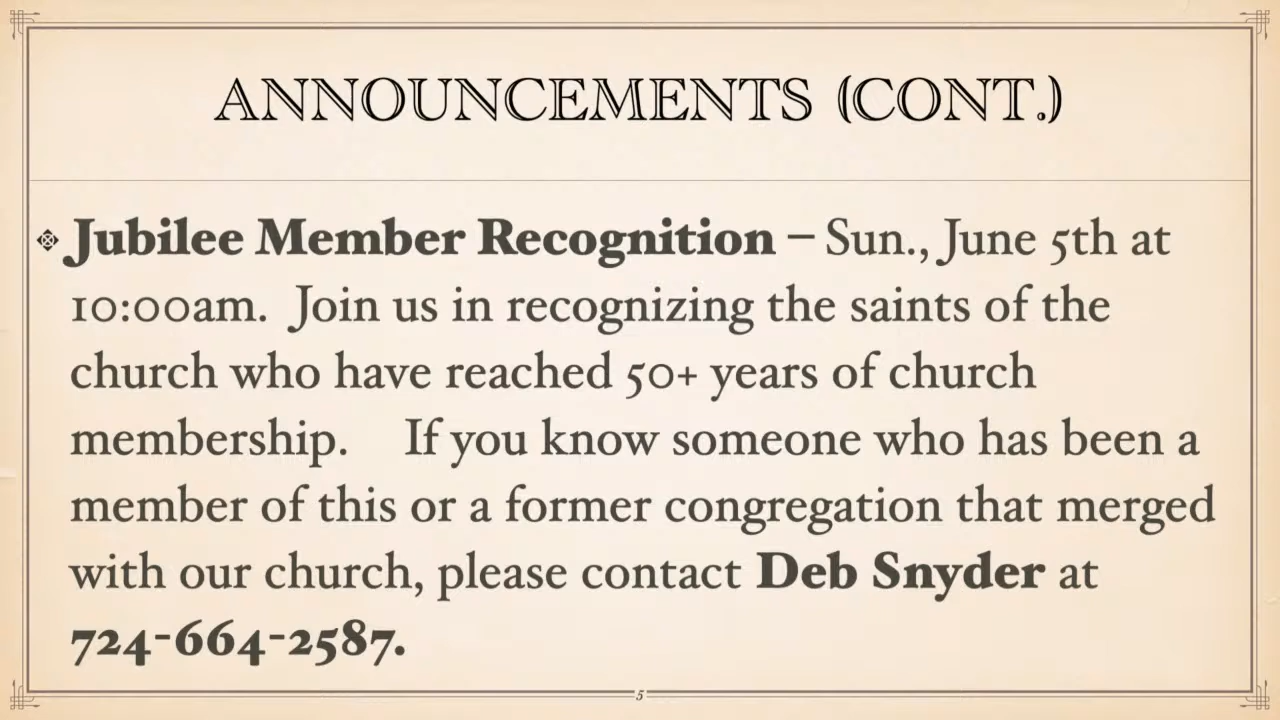 ANNOUNCEMENTS (CONT.)
Jubilee Member Recognition – Sun., June 5th at
10:00am.  Join us in recognizing the saints of the
church who have reached 50+ years of church
membership.    If you know someone who has been a
member of this or a former congregation that merged
with our church, please contact Deb Snyder at
724-664-2587.
5